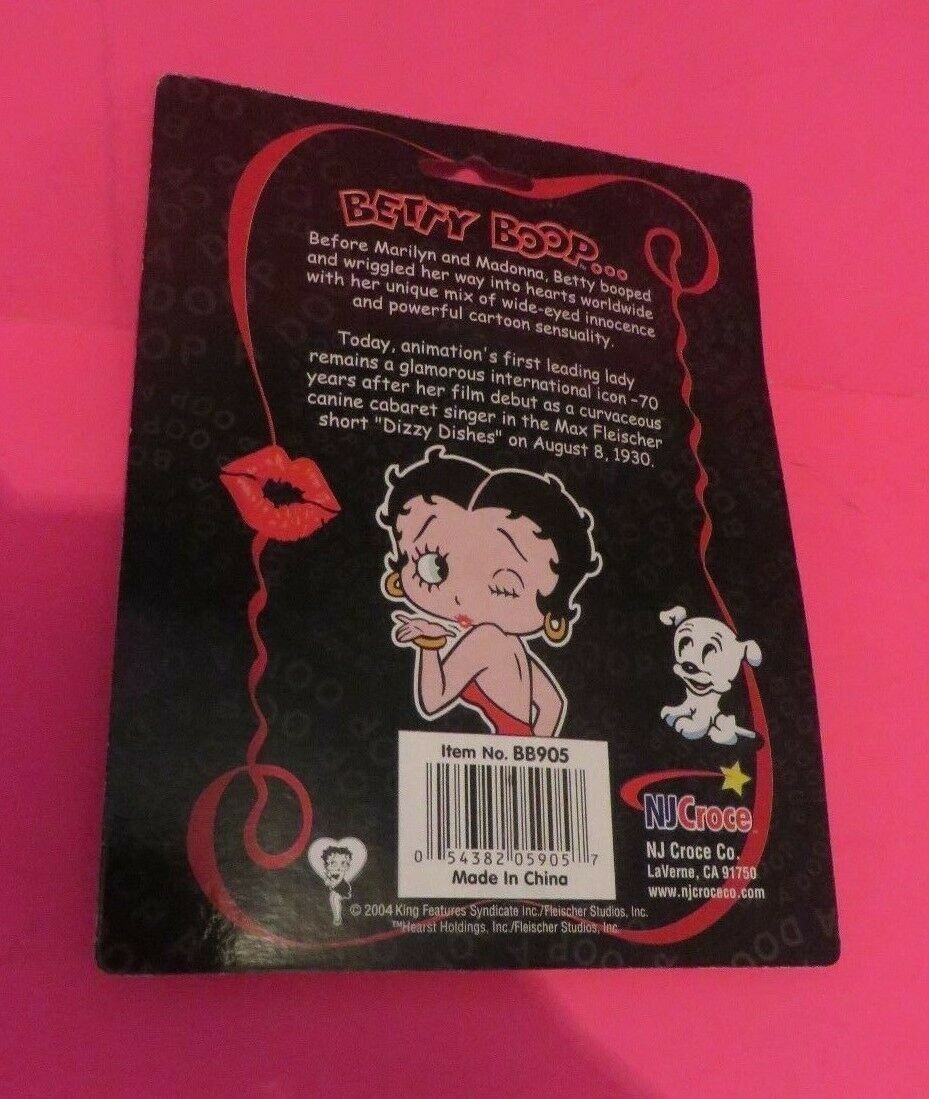 BETTY BOOP...
Before Marilyn and Madonna, Betty booped
and wriggled her way into hearts worldwide
with her unique mix of wide-eyed innocence
and powerful cartoon sensuality.
Today, animation's first leading lady
remains a glamorous international icon -70
years after her film debut as a curvaceous
canine cabaret singer in the Max Fleischer
short "Dizzy Dishes" on August 8, 1930.
Item No. BB905
0 54382 05905 7
Made In China
NJCroce
NJ Croce Co.
LaVerne, CA 91750
www.njcroceco.com
© 2004 King Features Syndicate Inc./Fleischer Studios, Inc.
™Hearst Holdings, Inc./Fleischer Studios, Inc.